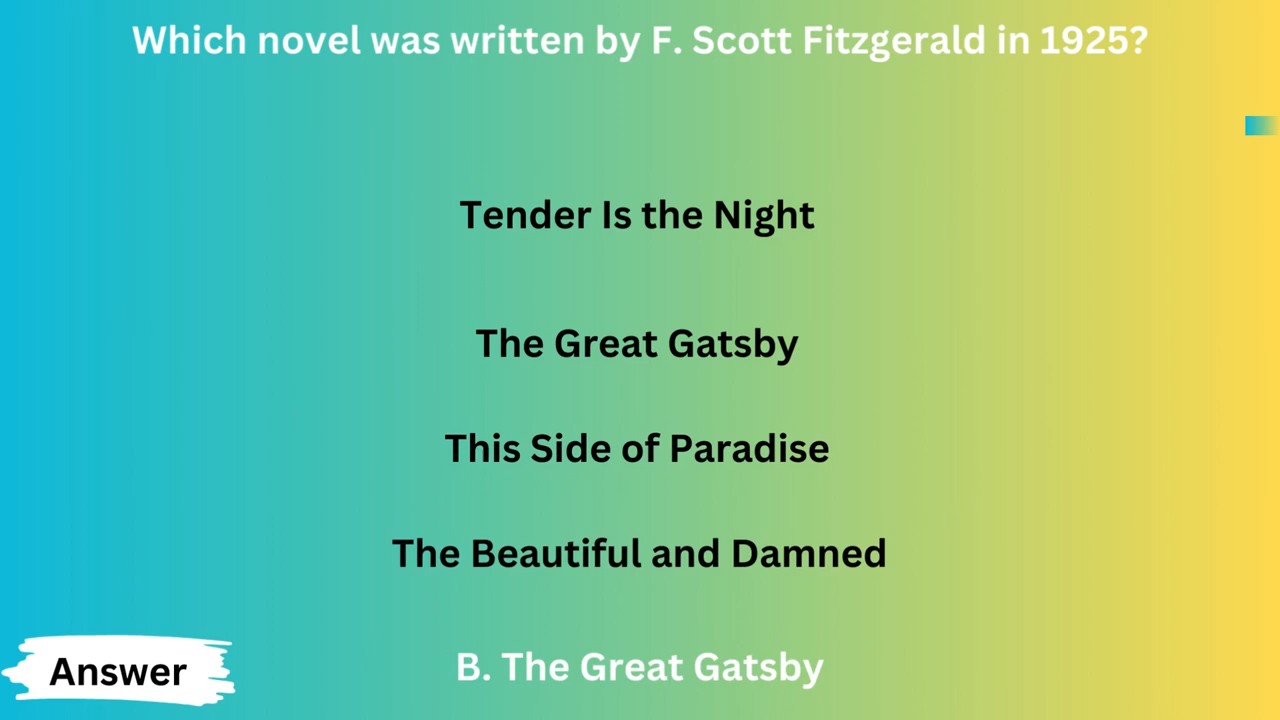 Which novel was written by F. Scott Fitzgerald in 1925?
Tender Is the Night
The Great Gatsby
This Side of Paradise
The Beautiful and Damned
Answer
B. The Great Gatsby